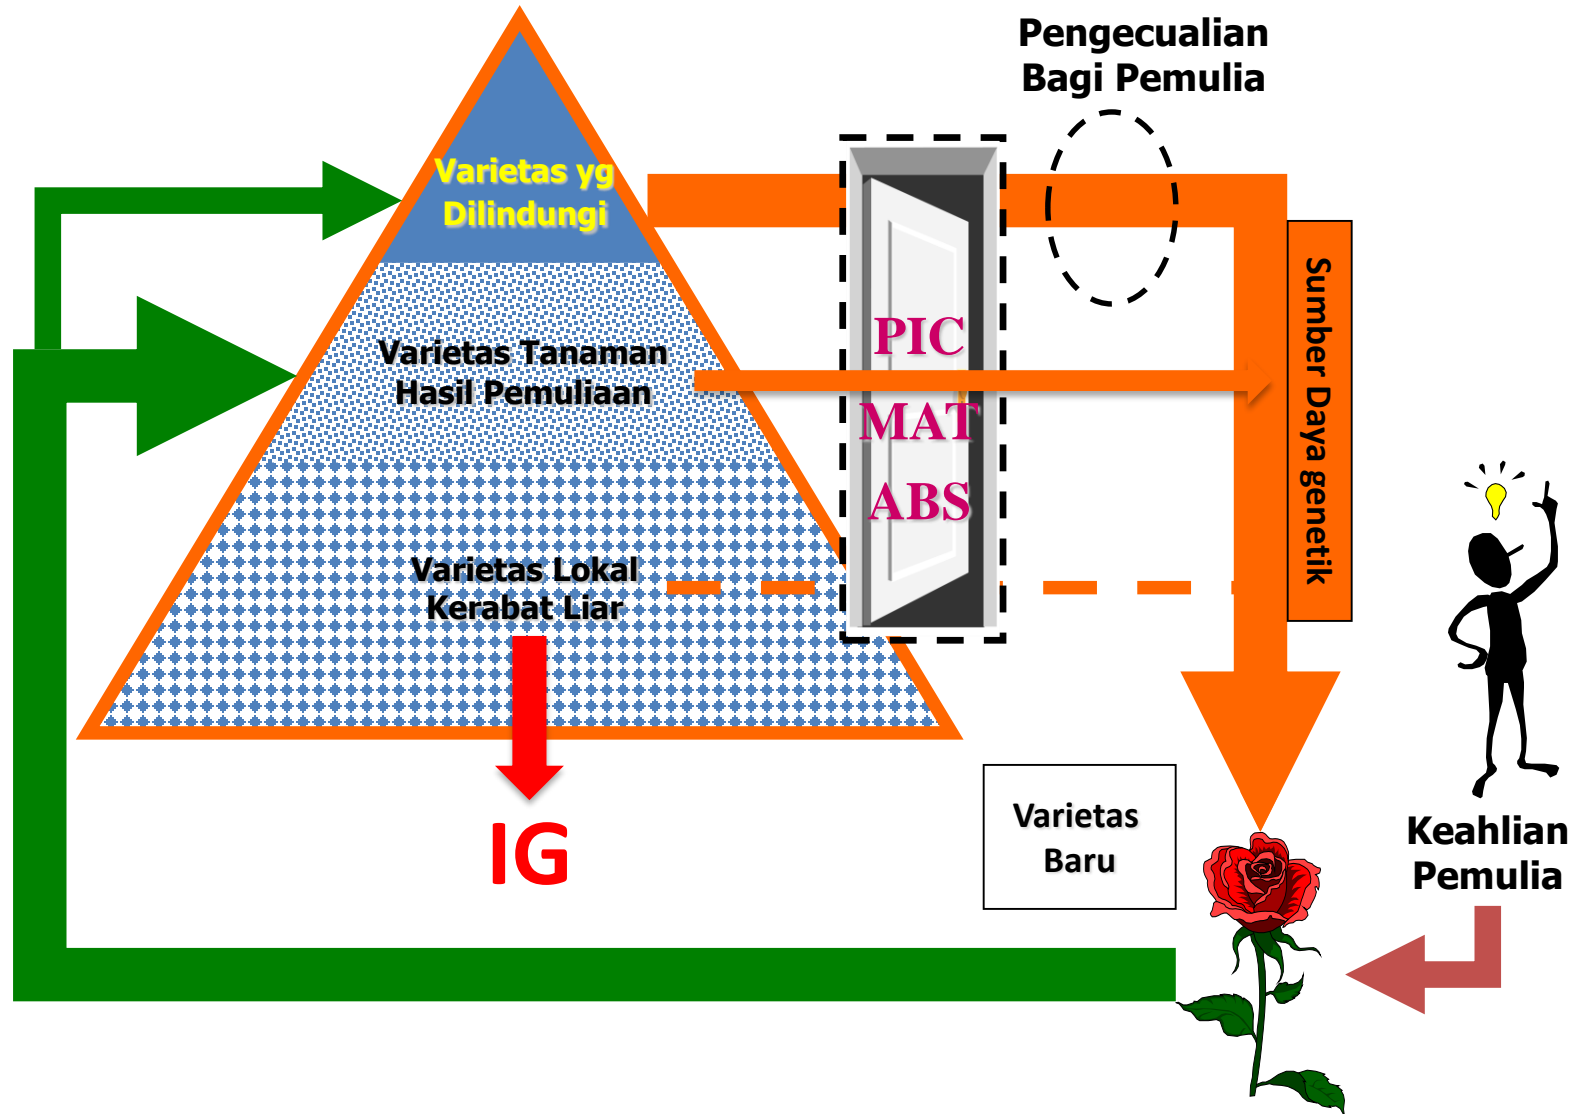 Pengecualian
Bagi Pemulia
Varietas yg
Dilindungi
Varietas Tanaman
Hasil Pemuliaan
Varietas Lokal
Kerabat Liar
PIC
MAT
ABS
Sumber Daya genetik
IG
Varietas
Baru
Keahlian
Pemulia